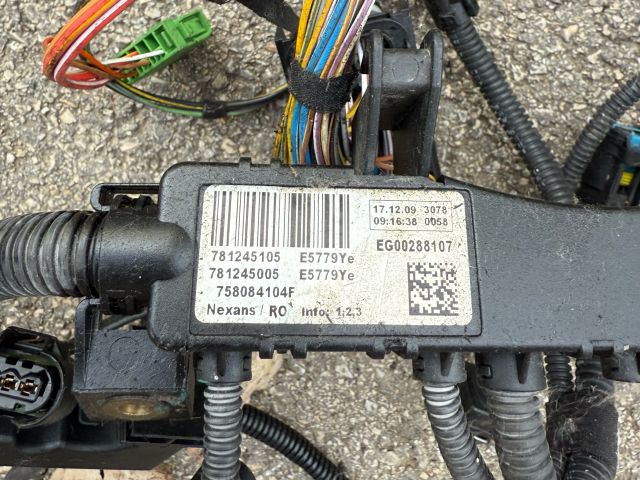 17.12.09 3078
09:16:38 0058
EG00288107
781245105 E5779Ye
781245005 E5779Ye
758084104F
Nexans / RO Info: 1,2,3